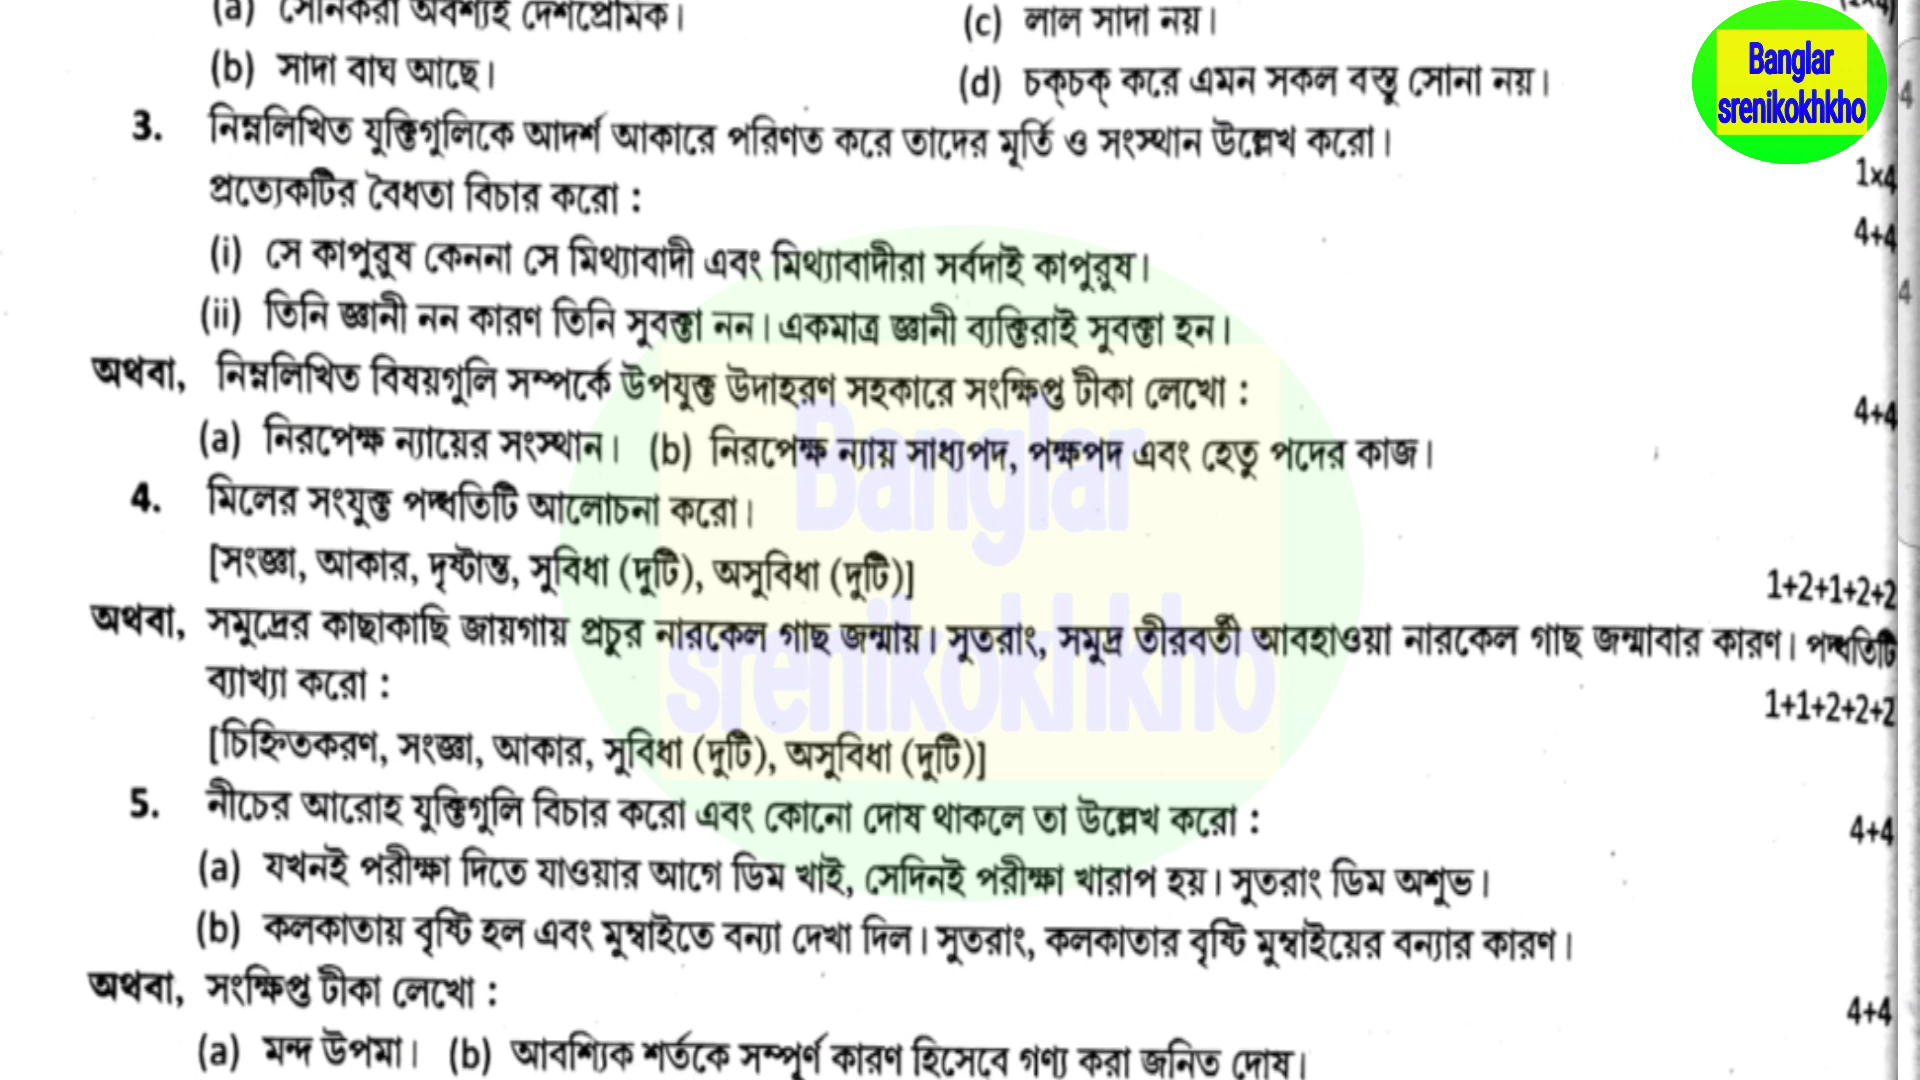 (a) সৈনিকরা অবশ্যই দেশপ্রেমিক। (c) লাল সাদা নয়।
(b) সাদা বাঘ আছে। (d) চক্‌চক্ করে এমন সকল বস্তু সোনা নয়।
Banglar
srenikokhkho
3. নিম্নলিখিত যুক্তিগুলিকে আদর্শ আকারে পরিণত করে তাদের মূর্তি ও সংস্থান উল্লেখ করো। 1×4
প্রত্যেকটির বৈধতা বিচার করো : 4+4
(i) সে কাপুরুষ কেননা সে মিথ্যাবাদী এবং মিথ্যাবাদীরা সর্বদাই কাপুরুষ।
(ii) তিনি জ্ঞানী নন কারণ তিনি সুবক্তা নন। একমাত্র জ্ঞানী ব্যক্তিরাই সুবক্তা হন।
অথবা, নিম্নলিখিত বিষয়গুলি সম্পর্কে উপযুক্ত উদাহরণ সহকারে সংক্ষিপ্ত টীকা লেখো : 4+4
(a) নিরপেক্ষ ন্যায়ের সংস্থান। (b) নিরপেক্ষ ন্যায় সাধ্যপদ, পক্ষপদ এবং হেতু পদের কাজ।
4. মিলের সংযুক্ত পদ্ধতিটি আলোচনা করো।
[সংজ্ঞা, আকার, দৃষ্টান্ত, সুবিধা (দুটি), অসুবিধা (দুটি)] 1+2+1+2+2
অথবা, সমুদ্রের কাছাকাছি জায়গায় প্রচুর নারকেল গাছ জন্মায়। সুতরাং, সমুদ্র তীরবর্তী আবহাওয়া নারকেল গাছ জন্মাবার কারণ। পদ্ধতিটি
ব্যাখ্যা করো : 1+1+2+2+2
[চিহ্নিতকরণ, সংজ্ঞা, আকার, সুবিধা (দুটি), অসুবিধা (দুটি)]
Banglar
srenikokhkho
5. নীচের আরোহ যুক্তিগুলি বিচার করো এবং কোনো দোষ থাকলে তা উল্লেখ করো : 4+4
(a) যখনই পরীক্ষা দিতে যাওয়ার আগে ডিম খাই, সেদিনই পরীক্ষা খারাপ হয়। সুতরাং ডিম অশুভ।
(b) কলকাতায় বৃষ্টি হল এবং মুম্বাইতে বন্যা দেখা দিল। সুতরাং, কলকাতার বৃষ্টি মুম্বাইয়ের বন্যার কারণ।
অথবা, সংক্ষিপ্ত টীকা লেখো : 4+4
(a) মন্দ উপমা। (b) আবশ্যিক শর্তকে সম্পূর্ণ কারণ হিসেবে গণ্য করা জনিত দোষ।